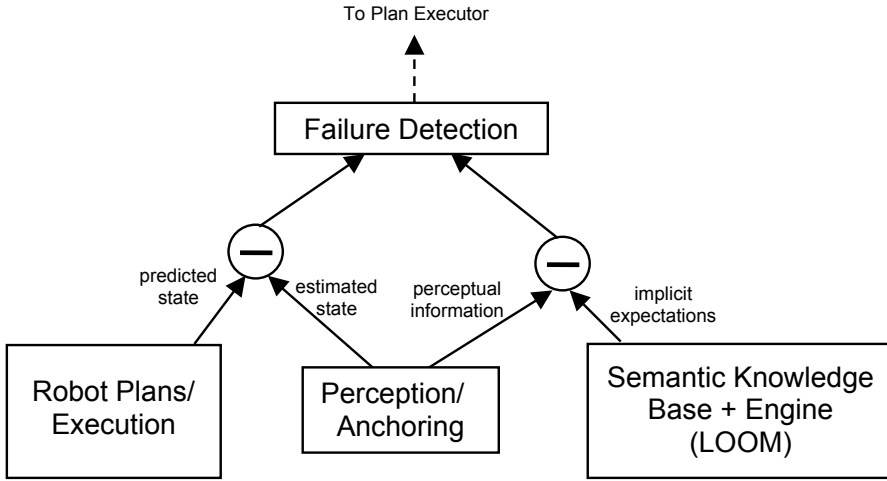 To Plan Executor
Failure Detection
predicted
state
estimated
state
perceptual
information
implicit
expectations
Robot Plans/
Execution
Perception/
Anchoring
Semantic Knowledge
Base + Engine
(LOOM)